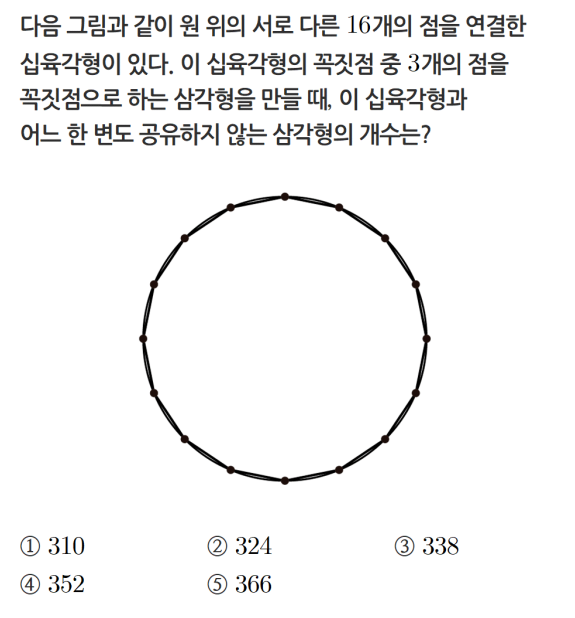 다음 그림과 같이 원 위의 서로 다른 16개의 점을 연결한
십육각형이 있다. 이 십육각형의 꼭짓점 중 3개의 점을
꼭짓점으로 하는 삼각형을 만들 때, 이 십육각형과
어느 한 변도 공유하지 않는 삼각형의 개수는?
① 310 ② 324 ③ 338
④ 352 ⑤ 366